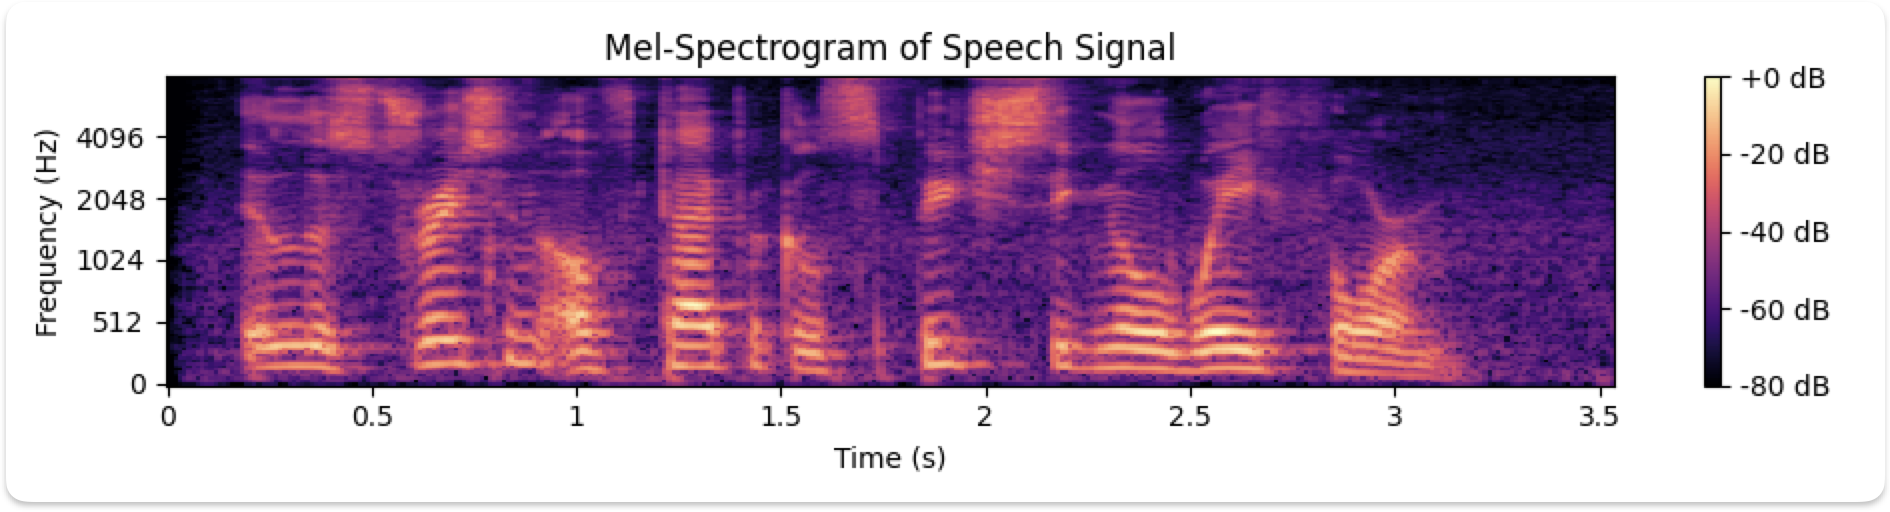 Mel-Spectrogram of Speech Signal
Frequency (Hz)
4096
2048
1024
512
0
0 0.5 1 1.5 2 2.5 3 3.5
Time (s)
+0 dB
-20 dB
-40 dB
-60 dB
-80 dB